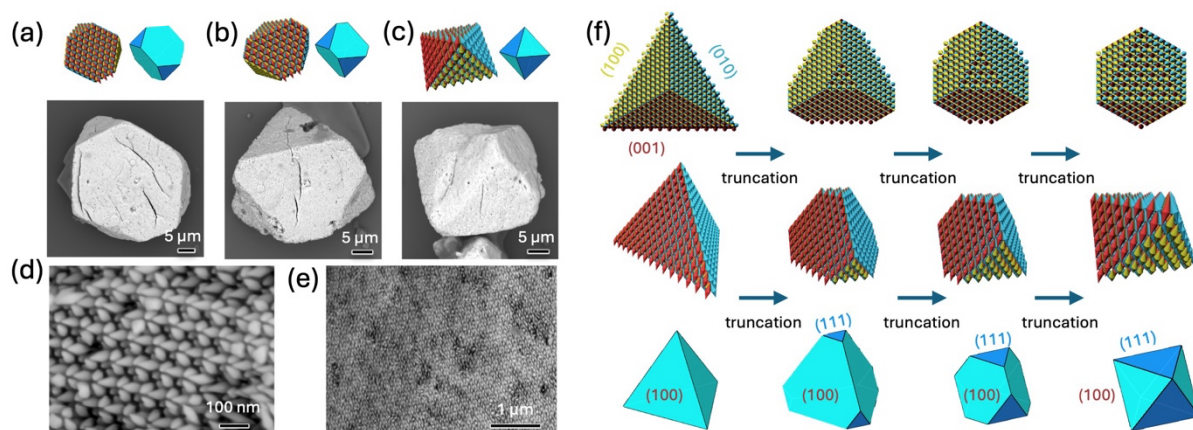 (a)
(b)
(c)
5 µm
5 µm
5 µm
(d)
100 nm
(e)
1 µm
(f)
(100)
(010)
(001)
truncation
truncation
truncation
truncation
truncation
truncation
(111)
(111)
(111)
(100)
(100)
(100)
(100)